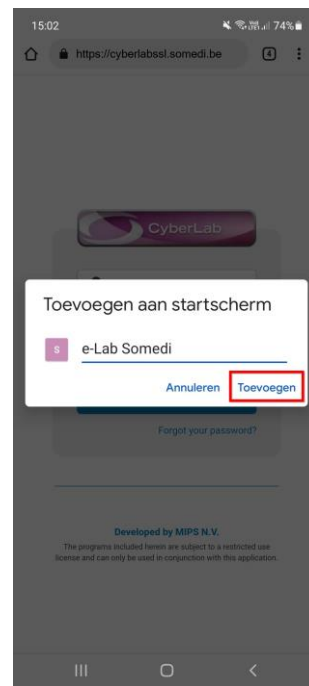 15:02
74%
https://cyberlabssl.somedi.be
4
CyberLab
Toevoegen aan startscherm
s
e-Lab Somedi
Annuleren
Toevoegen
Forgot your password?
Developed by MIPS N.V.
The programs included herein are subject to a restricted use
license and can only be used in conjunction with this application.